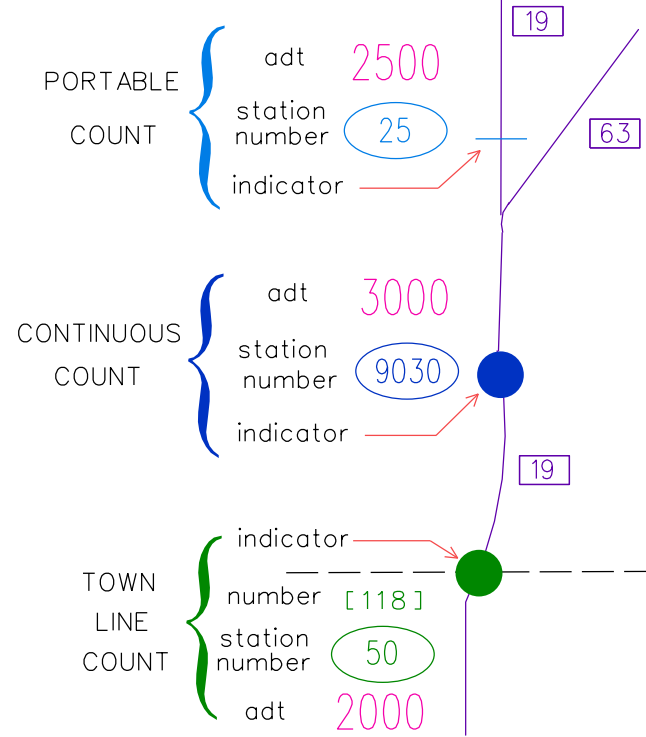 19
adt 2500
PORTABLE
COUNT
station
number 25
63
indicator
adt 3000
CONTINUOUS
COUNT
station
number 9030
indicator
19
indicator
TOWN
LINE
COUNT
number [118]
station
number 50
adt 2000